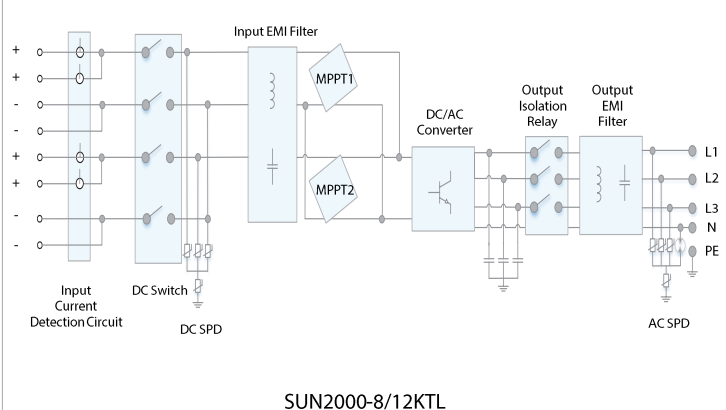 Input EMI Filter
+
+
-
-
+
+
-
-
MPPT1
MPPT2
DC/AC
Converter
Output
Isolation
Relay
Output
EMI
Filter
L1
L2
L3
N
PE
Input
Current
Detection Circuit
DC Switch
DC SPD
AC SPD
SUN2000-8/12KTL